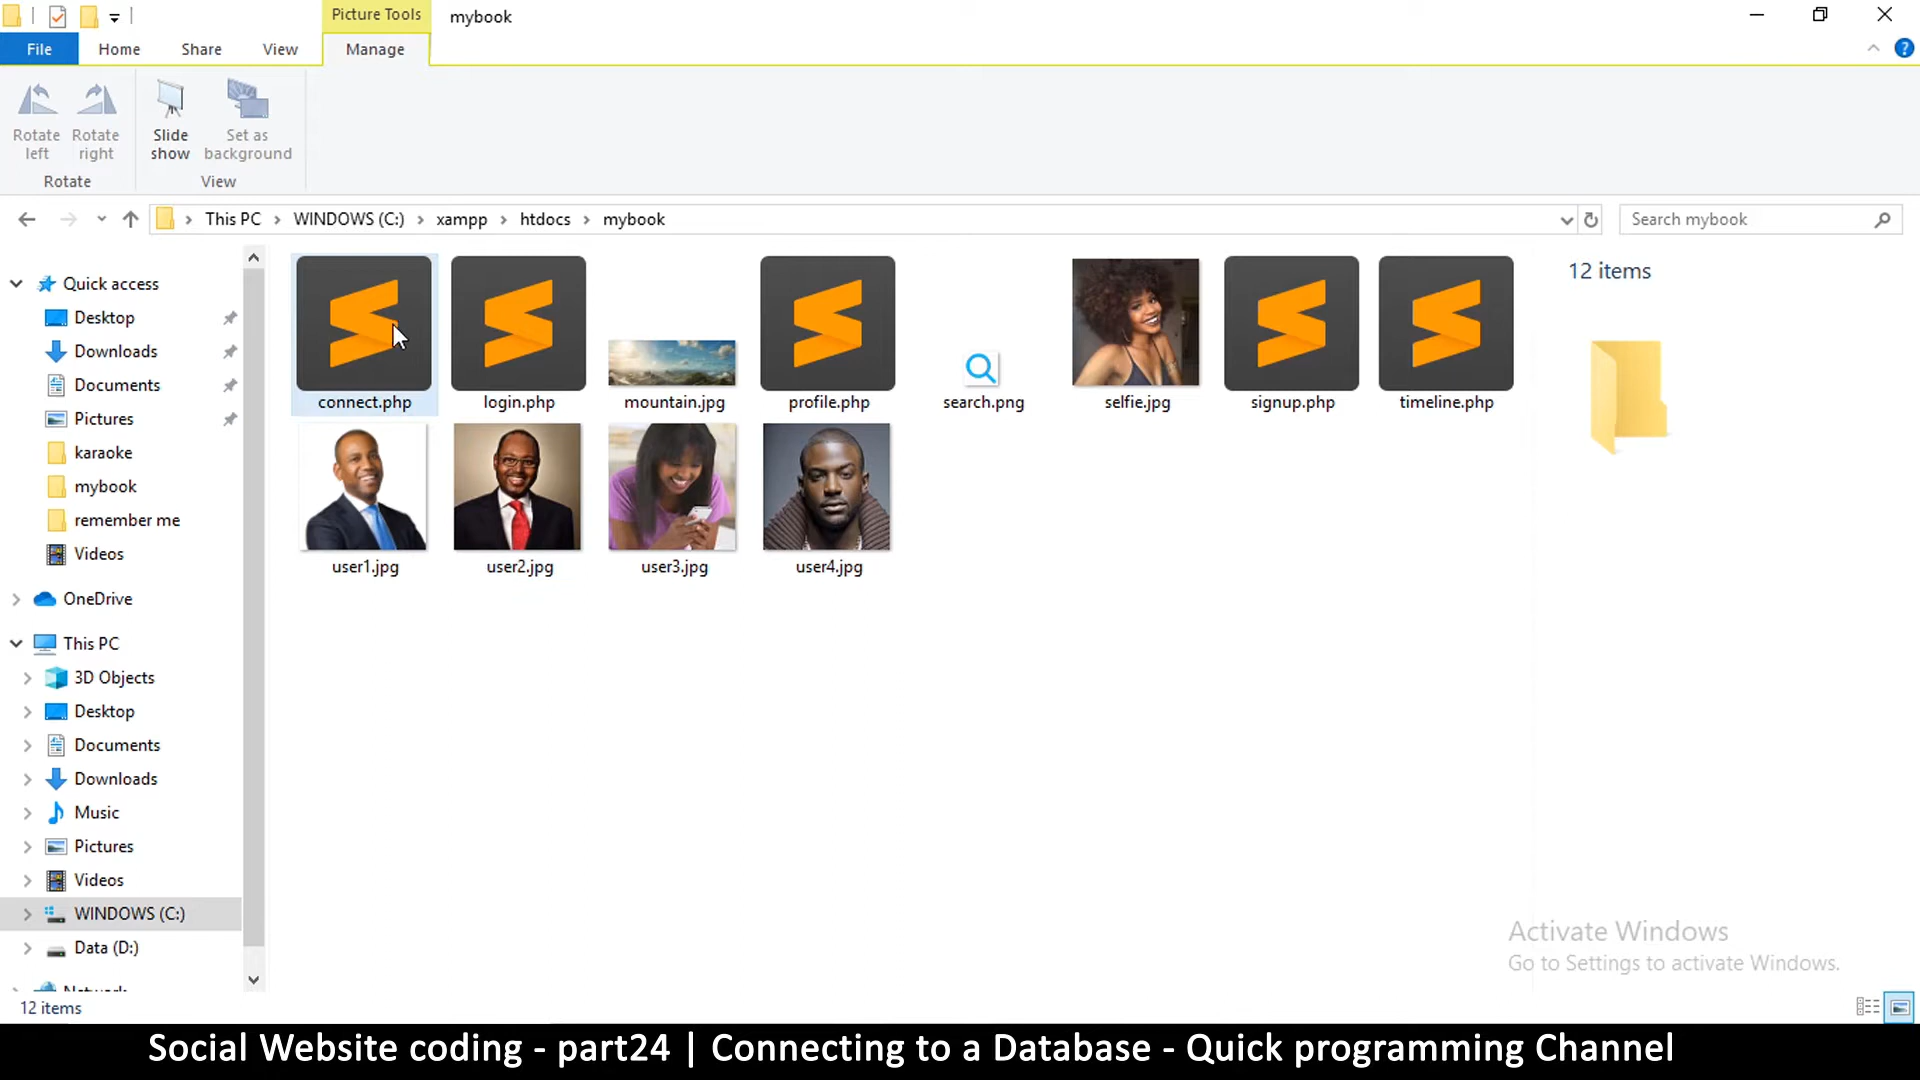 Picture Tools
mybook
File
Home
Share
View
Manage
Rotate left
Rotate right
Slide show
Set as background
Rotate
View
This PC
WINDOWS (C:)
xampp
htdocs
mybook
Search mybook
Quick access
Desktop
Downloads
Documents
Pictures
karaoke
mybook
remember me
Videos
OneDrive
This PC
3D Objects
Desktop
Documents
Downloads
Music
Pictures
Videos
WINDOWS (C:)
Data (D:)
Network
connect.php
login.php
mountain.jpg
profile.php
search.png
selfie.jpg
signup.php
timeline.php
user1.jpg
user2.jpg
user3.jpg
user4.jpg
12 items
Activate Windows
Go to Settings to activate Windows.
12 items
Social Website coding - part24 | Connecting to a Database - Quick programming Channel